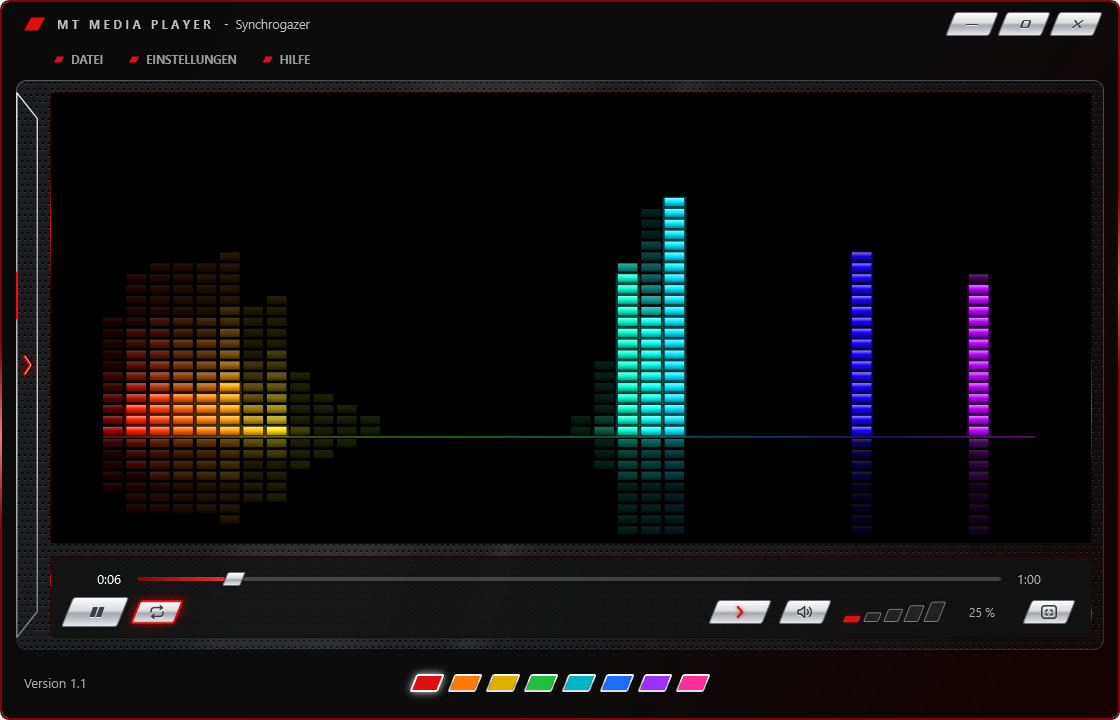 MT MEDIA PLAYER - Synchrogazer
DATEI EINSTELLUNGEN HILFE
0:06 1:00
25 %
Version 1.1